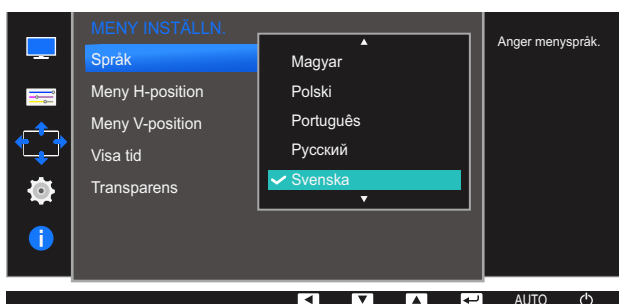 MENY INSTÄLLN.
Språk
Meny H-position
Meny V-position
Visa tid
Transparens
Magyar
Polski
Português
Русский
Svenska
Anger menyspråk.
AUTO